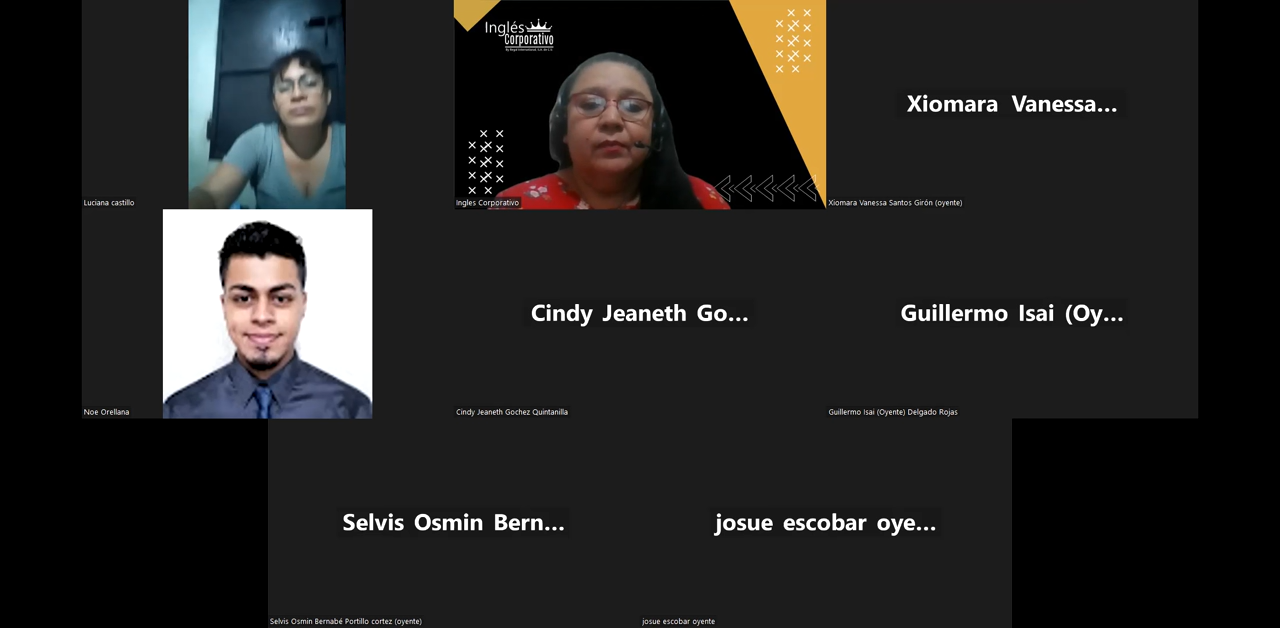 Inglés
Corporativo
Xiomara Vanessa...
Luciana castillo
Ingles Corporativo
Xiomara Vanessa Santos Girón (oyente)
Cindy Jeaneth Go...
Guillermo Isai (Oy...
Noe Orellana
Cindy Jeaneth Gochez Quintanilla
Guillermo Isai (Oyente) Delgado Rojas
Selvis Osmin Bern...
josue escobar oye...
Selvis Osmin Bernabé Portillo cortez (oyente)
josue escobar oyente